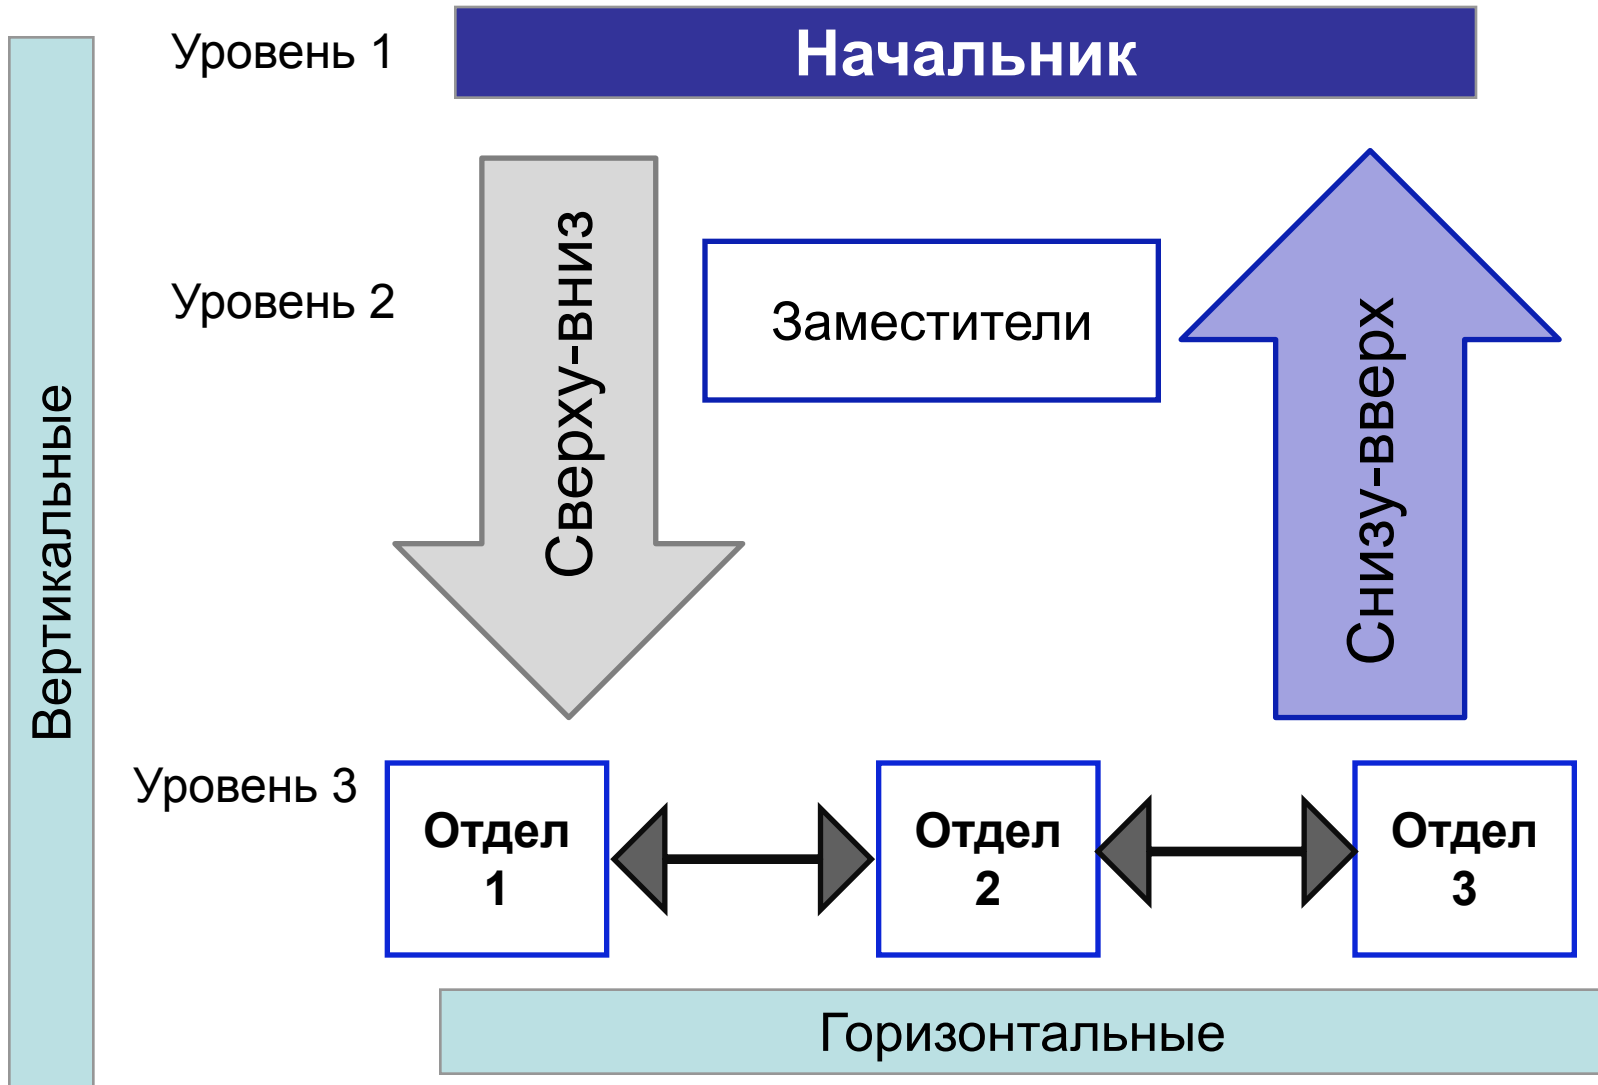 Уровень 1
Начальник
Сверху-вниз
Снизу-вверх
Уровень 2
Заместители
Вертикальные
Уровень 3
Отдел
1
Отдел
2
Отдел
3
Горизонтальные